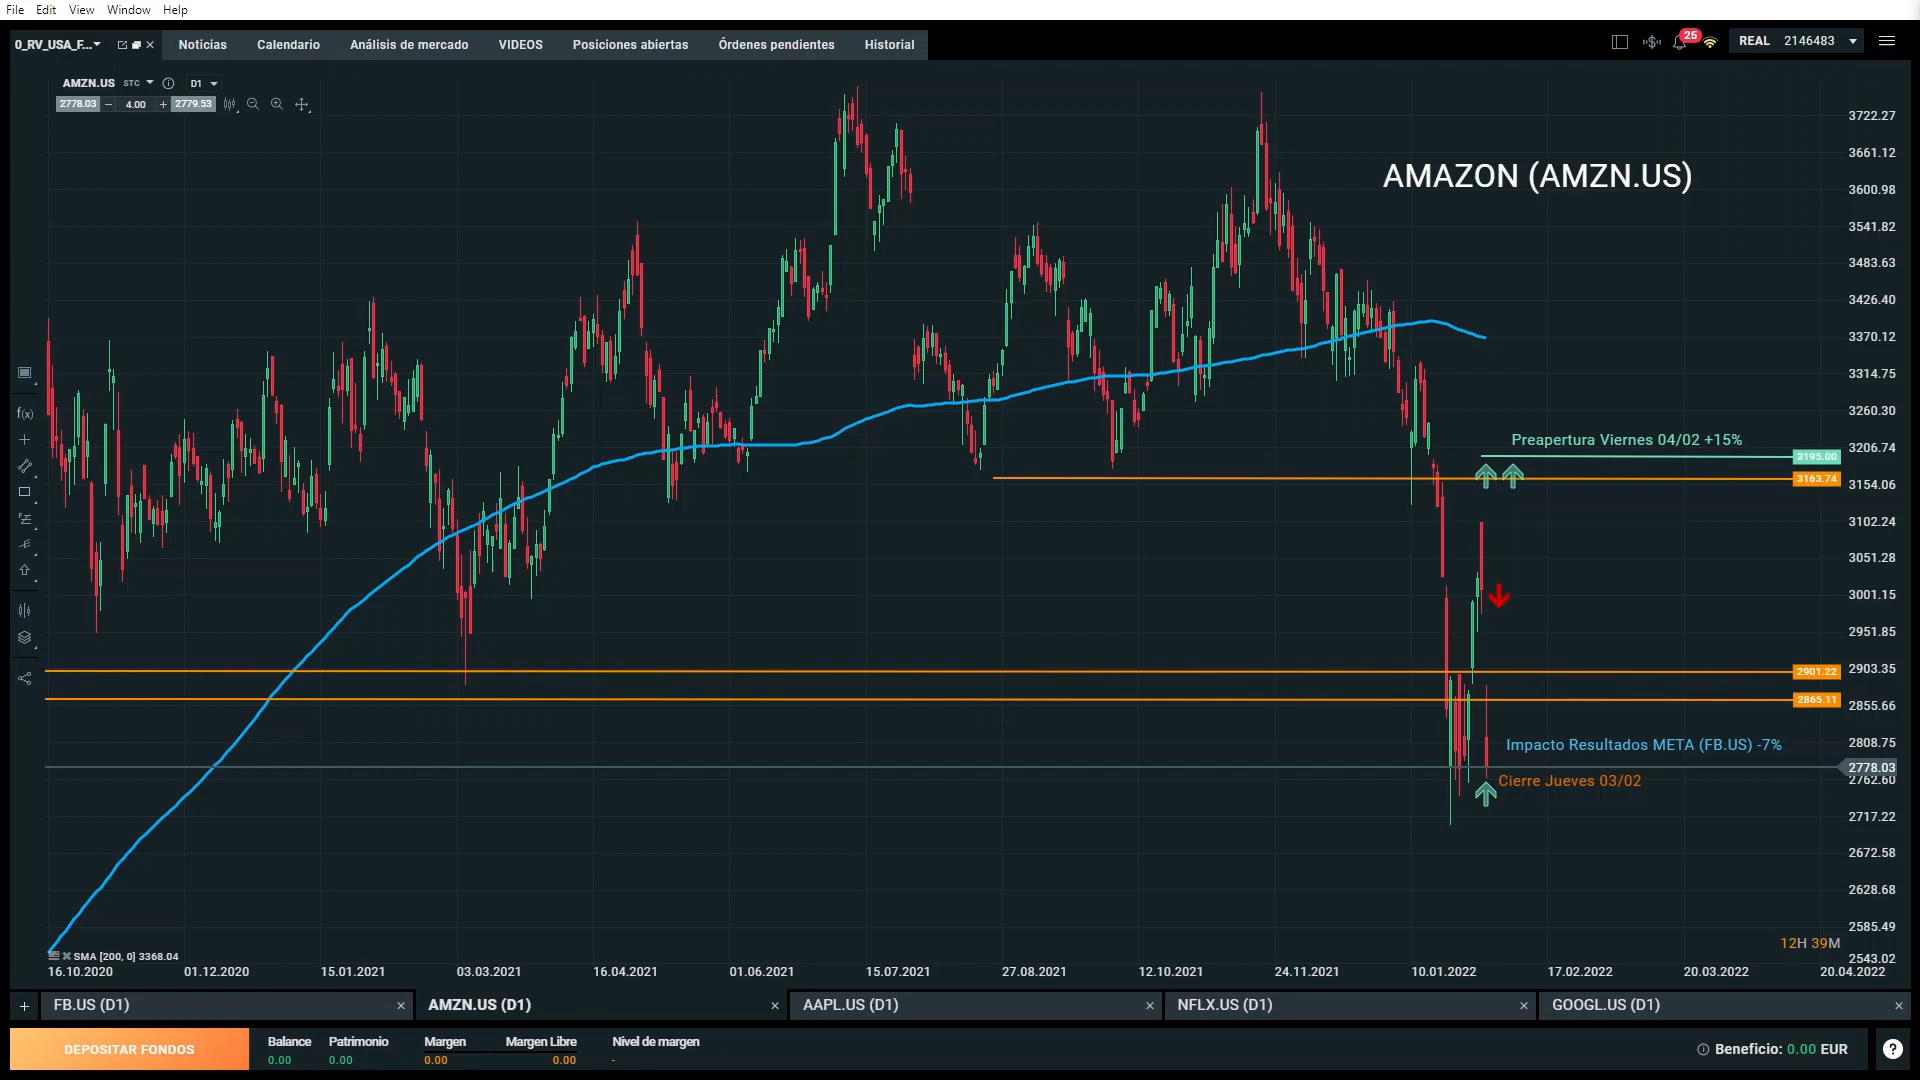 File Edit View Window Help
0_RV_USA_F... Noticias Calendario Análisis de mercado VIDEOS Posiciones abiertas Órdenes pendientes Historial 25 REAL 2146483
AMZN.US STC D1
2778.03 − 4.00 + 2779.53
AMAZON (AMZN.US)
3722.27
3661.12
3600.98
3541.82
3483.63
3426.40
3370.12
3314.75
3260.30
Preapertura Viernes 04/02 +15%
3206.74
3195.00
3163.74
3154.06
3102.24
3051.28
3001.15
2951.85
2903.35
2901.22
2865.11
2855.66
Impacto Resultados META (FB.US) -7%
2808.75
2778.03
Cierre Jueves 03/02
2762.60
2717.22
2672.58
2628.68
2585.49
12H 39M
SMA [200, 0] 3368.04
2543.02
16.10.2020 01.12.2020 15.01.2021 03.03.2021 16.04.2021 01.06.2021 15.07.2021 27.08.2021 12.10.2021 24.11.2021 10.01.2022 17.02.2022 20.03.2022 20.04.2022
f(x)
+ FB.US (D1) × AMZN.US (D1) × AAPL.US (D1) × NFLX.US (D1) × GOOGL.US (D1) ×
DEPOSITAR FONDOS
Balance Patrimonio Margen Margen Libre Nivel de margen
0.00 0.00 0.00 0.00 -
Beneficio: 0.00 EUR ?